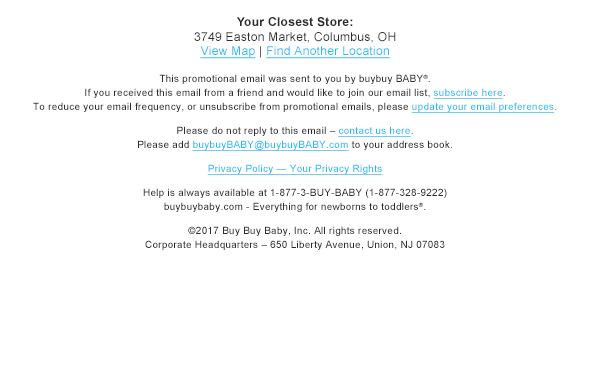 Your Closest Store:
3749 Easton Market, Columbus, OH
View Map | Find Another Location
This promotional email was sent to you by buybuy BABY®.
If you received this email from a friend and would like to join our email list, subscribe here.
To reduce your email frequency, or unsubscribe from promotional emails, please update your email preferences.
Please do not reply to this email – contact us here.
Please add buybuyBABY@buybuyBABY.com to your address book.
Privacy Policy — Your Privacy Rights
Help is always available at 1-877-3-BUY-BABY (1-877-328-9222)
buybuybaby.com - Everything for newborns to toddlers®.
©2017 Buy Buy Baby, Inc. All rights reserved.
Corporate Headquarters – 650 Liberty Avenue, Union, NJ 07083